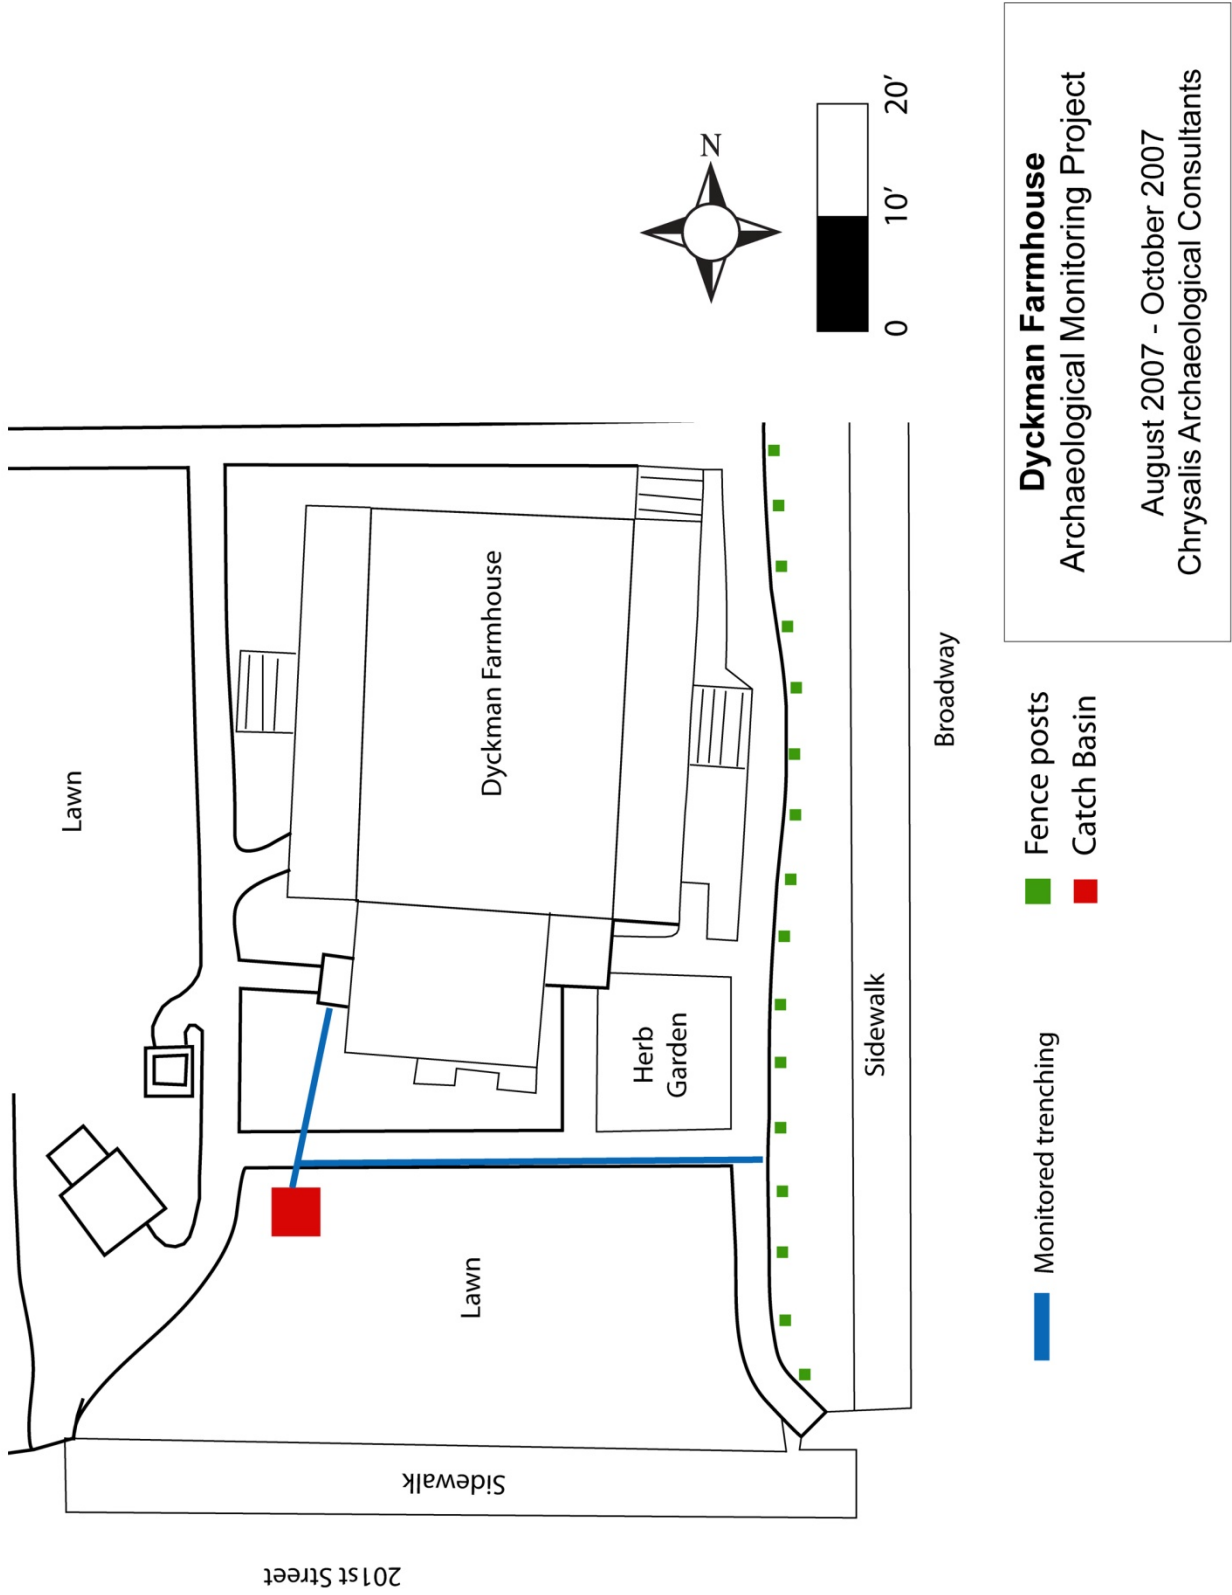 201st Street
Sidewalk
Lawn
Lawn
Herb
Garden
Dyckman Farmhouse
Sidewalk
Broadway
N
0
10'
20'
Monitored trenching
Fence posts
Catch Basin
Dyckman Farmhouse
Archaeological Monitoring Project
August 2007 - October 2007
Chrysalis Archaeological Consultants